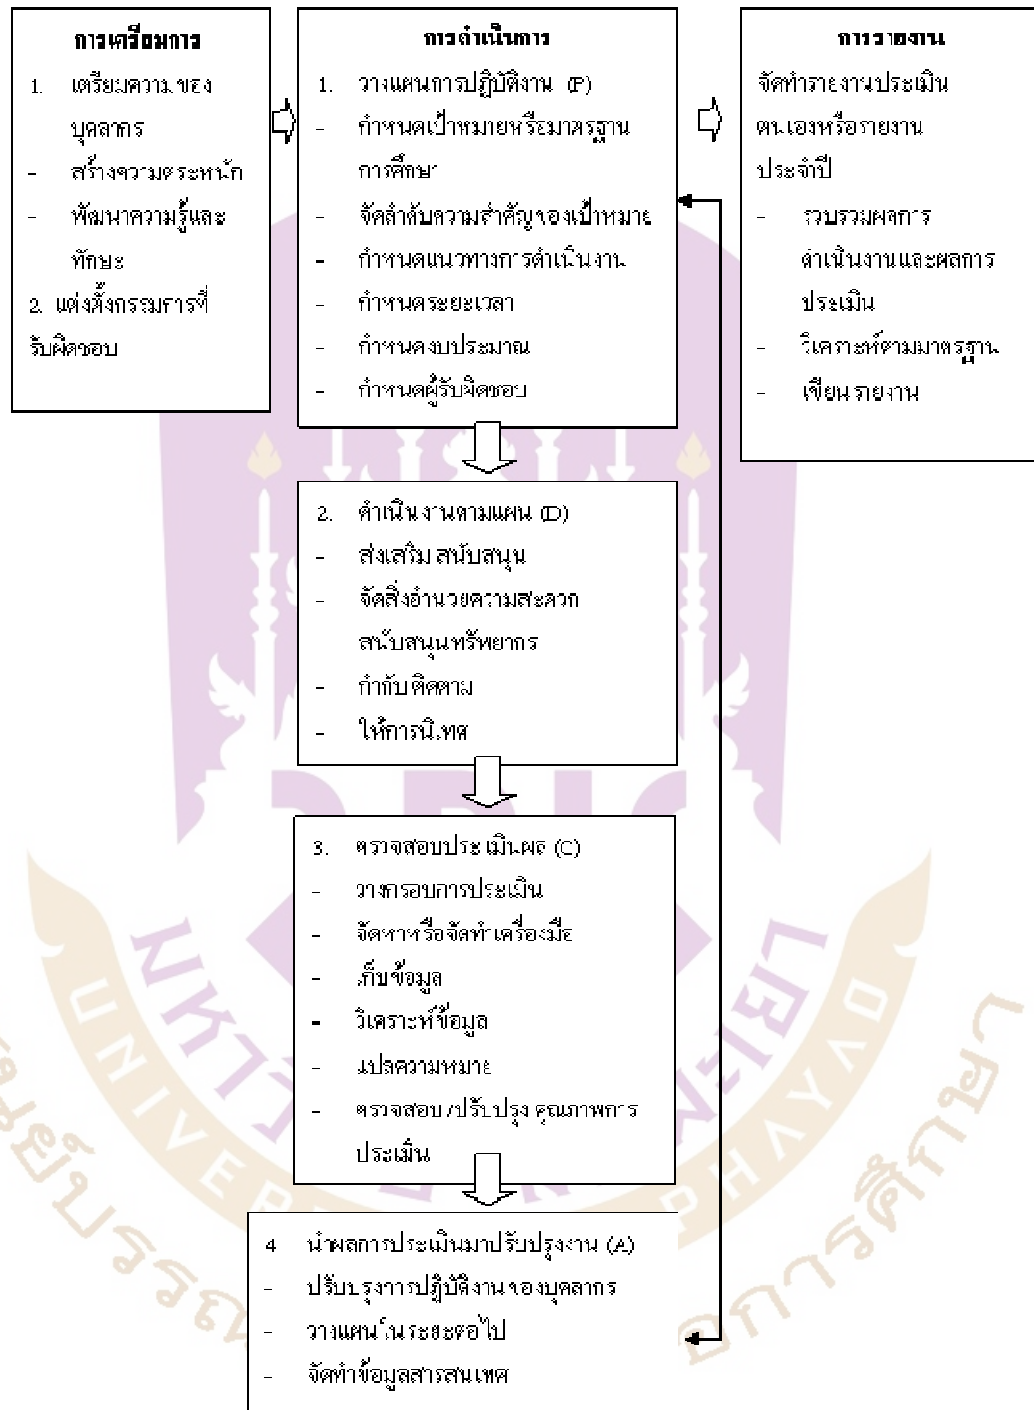 การเตรียมการ
1. เตรียมความ ของ
บุคลากร
- สร้างความตระหนัก
- พัฒนาความรู้และ
ทักษะ
2. แต่งตั้งกรรมการที่
รับผิดชอบ
การดำเนินการ
1. วางแผนการปฏิบัติงาน (P)
- กำหนดเป้าหมายหรือมาตรฐาน
การศึกษา
- จัดลำดับความสำคัญของเป้าหมาย
- กำหนดแนวทางการดำเนินงาน
- กำหนดระยะเวลา
- กำหนดงบประมาณ
- กำหนดผู้รับผิดชอบ
การรายงาน
จัดทำรายงานประเมิน
ตนเองหรือรายงาน
ประจำปี
- รวบรวมผลการ
ดำเนินงานและผลการ
ประเมิน
- วิเคราะห์ตามมาตรฐาน
- เขียนรายงาน
2. ดำเนินงานตามแผน (D)
- ส่งเสริม สนับสนุน
- จัดสิ่งอำนวยความสะดวก
สนับสนุนทรัพยากร
- กำกับ ติดตาม
- ให้การนิเทศ
3. ตรวจสอบประเมินผล (C)
- วางกรอบการประเมิน
- จัดหาหรือจัดทำเครื่องมือ
- เก็บข้อมูล
- วิเคราะห์ข้อมูล
- แปลความหมาย
- ตรวจสอบ/ปรับปรุง คุณภาพการ
ประเมิน
4 นำผลการประเมินมาปรับปรุงงาน (A)
- ปรับปรุงการปฏิบัติงานของบุคลากร
- วางแผนในระยะต่อไป
- จัดทำข้อมูลสารสนเทศ